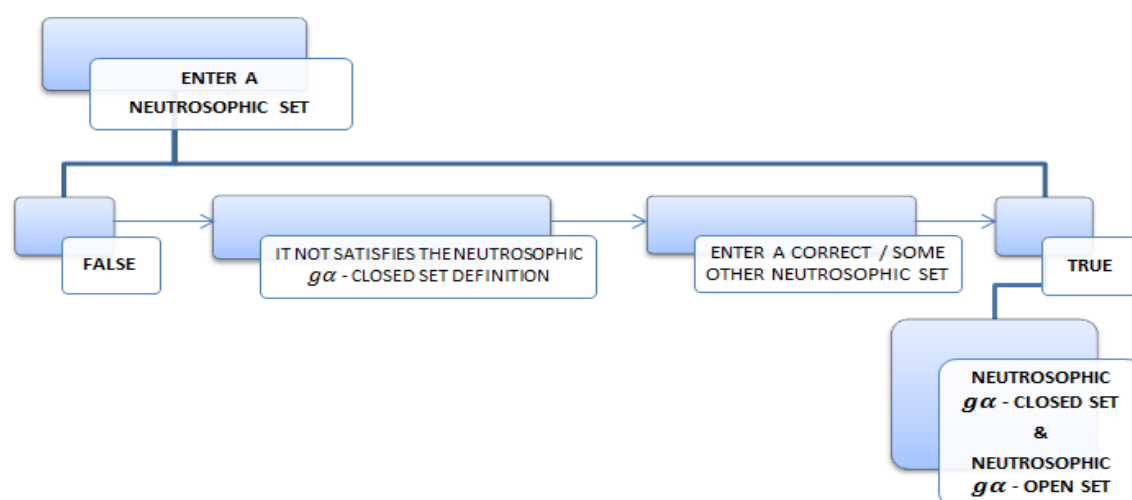 ENTER A
NEUTROSOPHIC SET
FALSE
IT NOT SATISFIES THE NEUTROSOPHIC
gα - CLOSED SET DEFINITION
ENTER A CORRECT / SOME
OTHER NEUTROSOPHIC SET
TRUE
NEUTROSOPHIC
gα - CLOSED SET
&
NEUTROSOPHIC
gα - OPEN SET